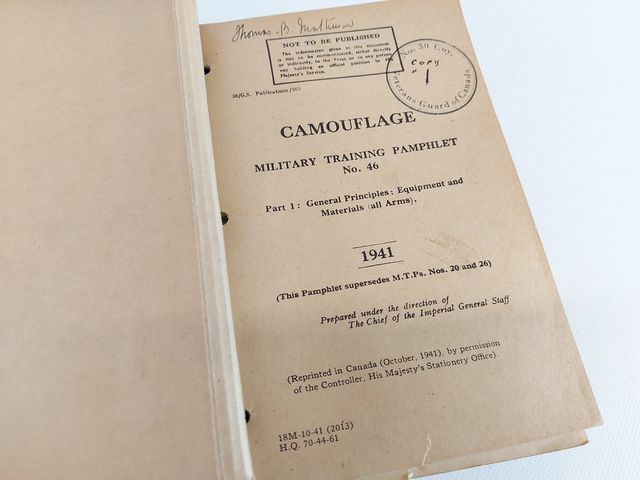 Thomas B.
NOT TO BE PUBLISHED
The information given in this document
is not to be communicated, either directly
or indirectly, to the Press or to any person
not holding an official position in His
Majesty's Service.
No. 30 Coy.
COPY
# 1
Veterans Guard of Canada
26/G.S. Publications/503
CAMOUFLAGE
MILITARY TRAINING PAMPHLET
No. 46
Part 1: General Principles; Equipment and
Materials (all Arms).
1941
(This Pamphlet supersedes M.T.Ps. Nos. 20 and 26)
Prepared under the direction of
The Chief of the Imperial General Staff
(Reprinted in Canada (October, 1941), by permission
of the Controller, His Majesty's Stationery Office).
18M-10-41 (2013)
H.Q. 70-44-61